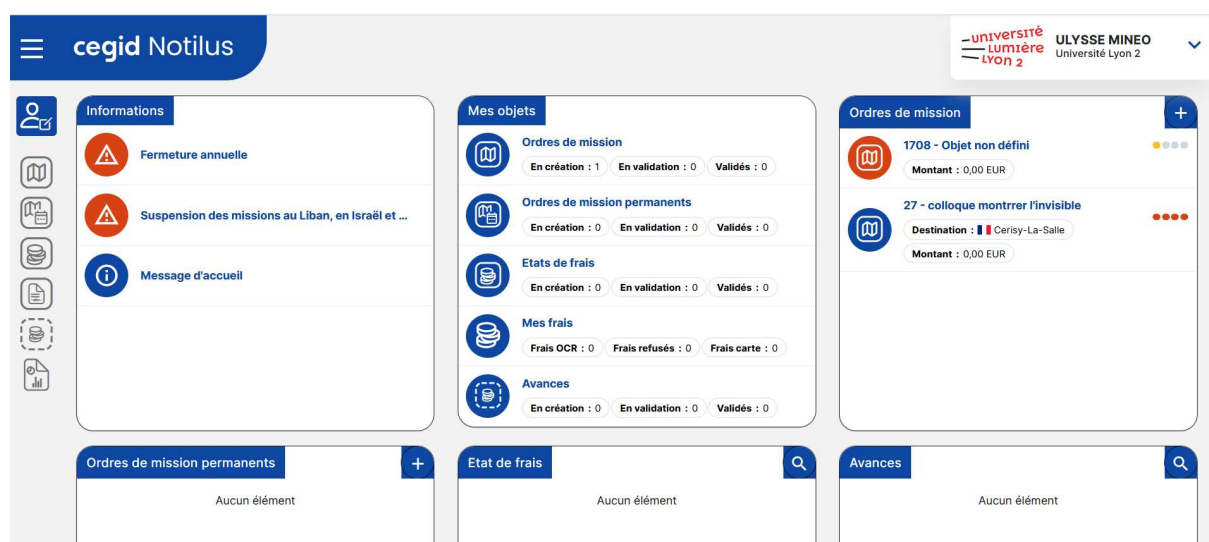 cegid Notilus
université
LUMIÈRE
LYON 2
ULYSSE MINEO
Université Lyon 2
Informations
Fermeture annuelle
Suspension des missions au Liban, en Israël et ...
Message d'accueil
Mes objets
Ordres de mission
En création : 1 En validation : 0 Validés : 0
Ordres de mission permanents
En création : 0 En validation : 0 Validés : 0
Etats de frais
En création : 0 En validation : 0 Validés : 0
Mes frais
Frais OCR : 0 Frais refusés : 0 Frais carte : 0
Avances
En création : 0 En validation : 0 Validés : 0
Ordres de mission
1708 - Objet non défini
Montant : 0,00 EUR
27 - colloque montrrer l'invisible
Destination : Cerisy-La-Salle
Montant : 0,00 EUR
Ordres de mission permanents
Aucun élément
Etat de frais
Aucun élément
Avances
Aucun élément